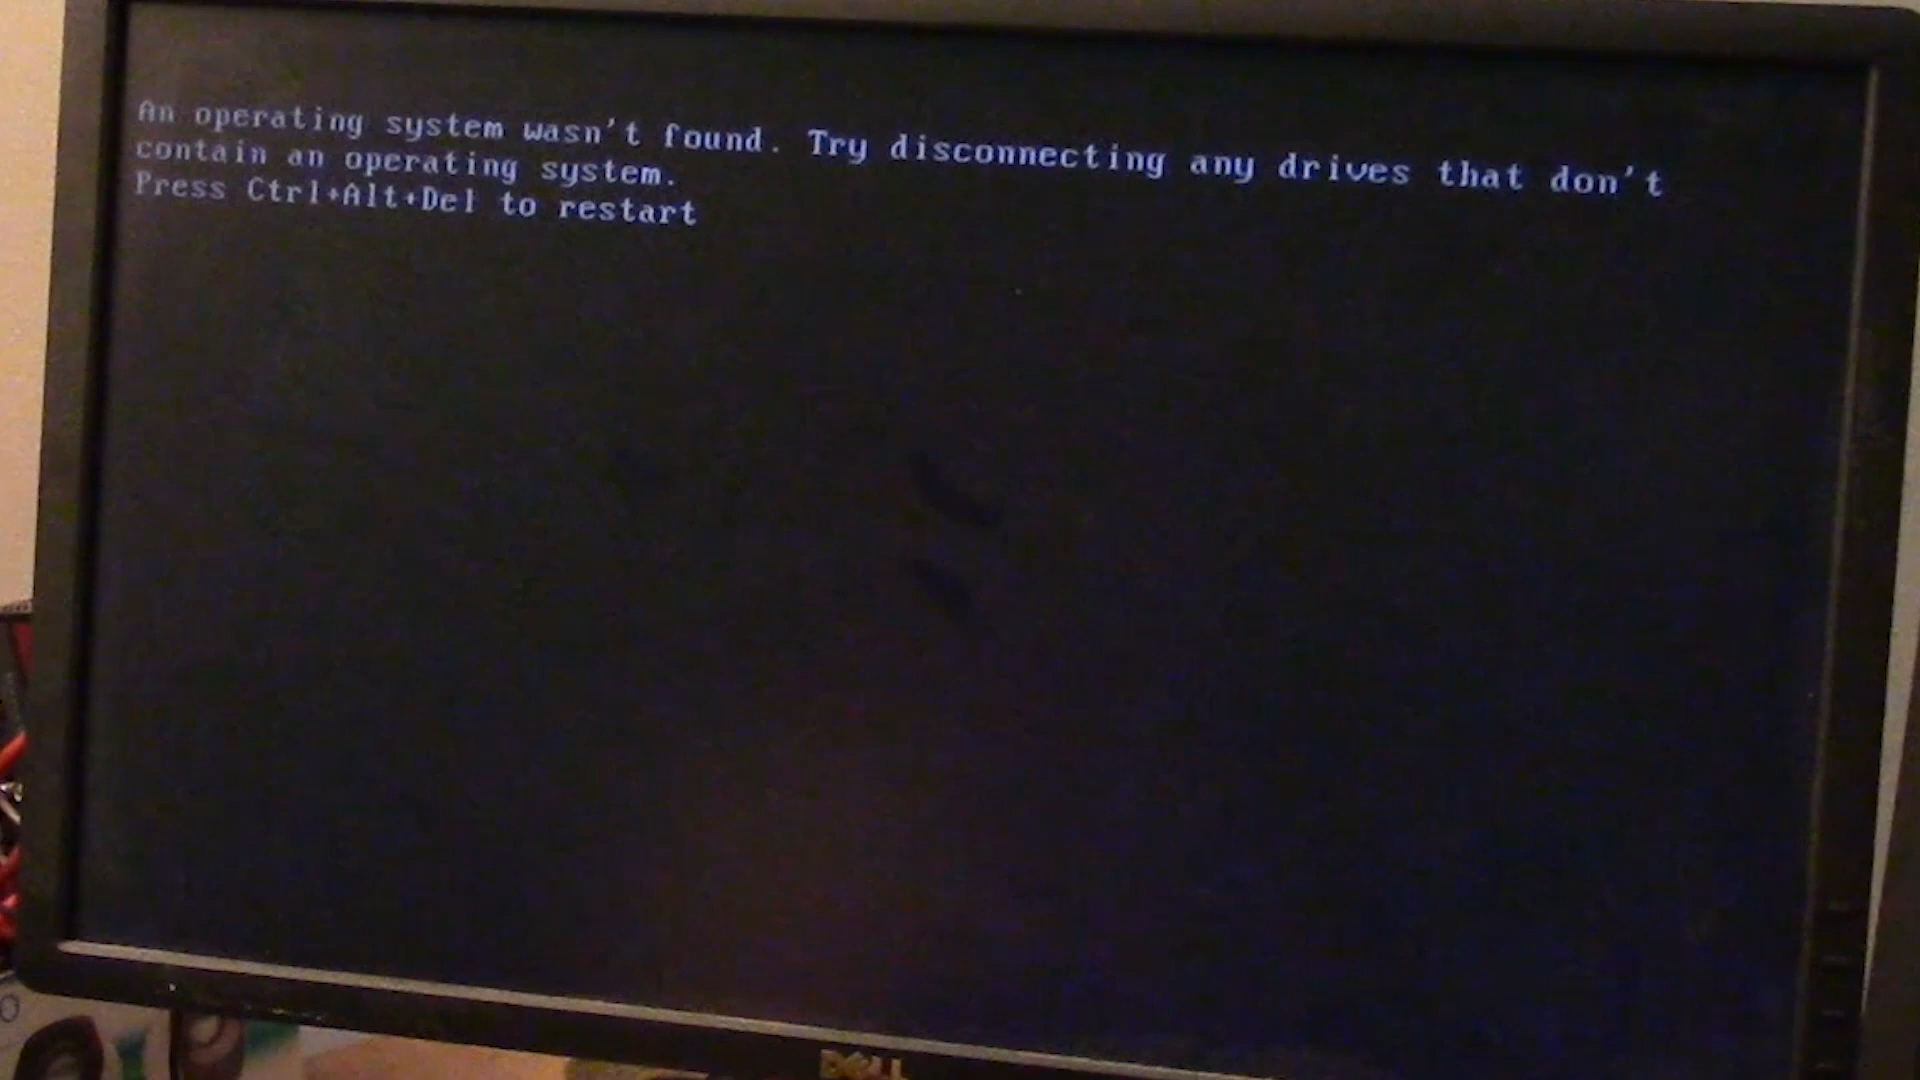 An operating system wasn't found. Try disconnecting any drives that don't
contain an operating system.
Press Ctrl+Alt+Del to restart
DELL